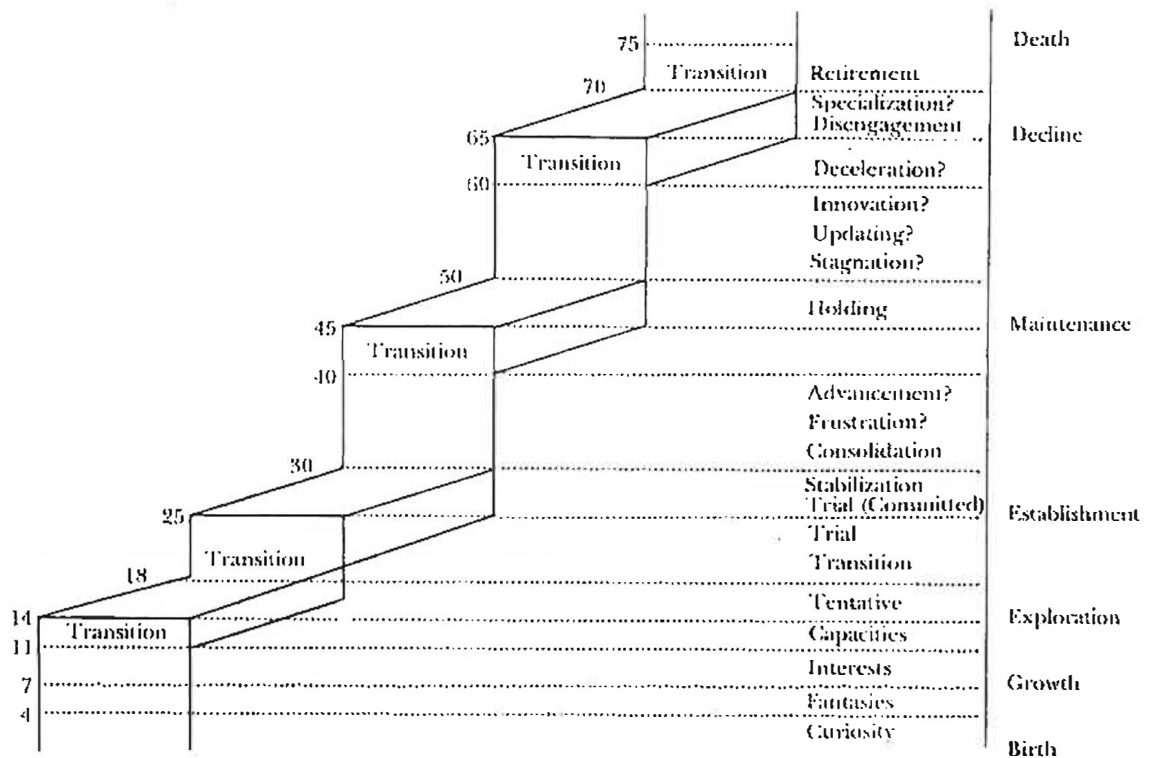 75
Death
70
Transition
Retirement
Specialization?
65
Disengagement
Decline
Transition
Deceleration?
60
Innovation?
Updating?
50
Stagnation?
Holding
45
Maintenance
Transition
40
Advancement?
Frustration?
30
Consolidation
Stabilization
25
Trial (Committed)
Establishment
Trial
Transition
Transition
18
14
Tentative
Exploration
Transition
Capacities
11
Interests
7
Growth
4
Fantasies
Curiosity
Birth